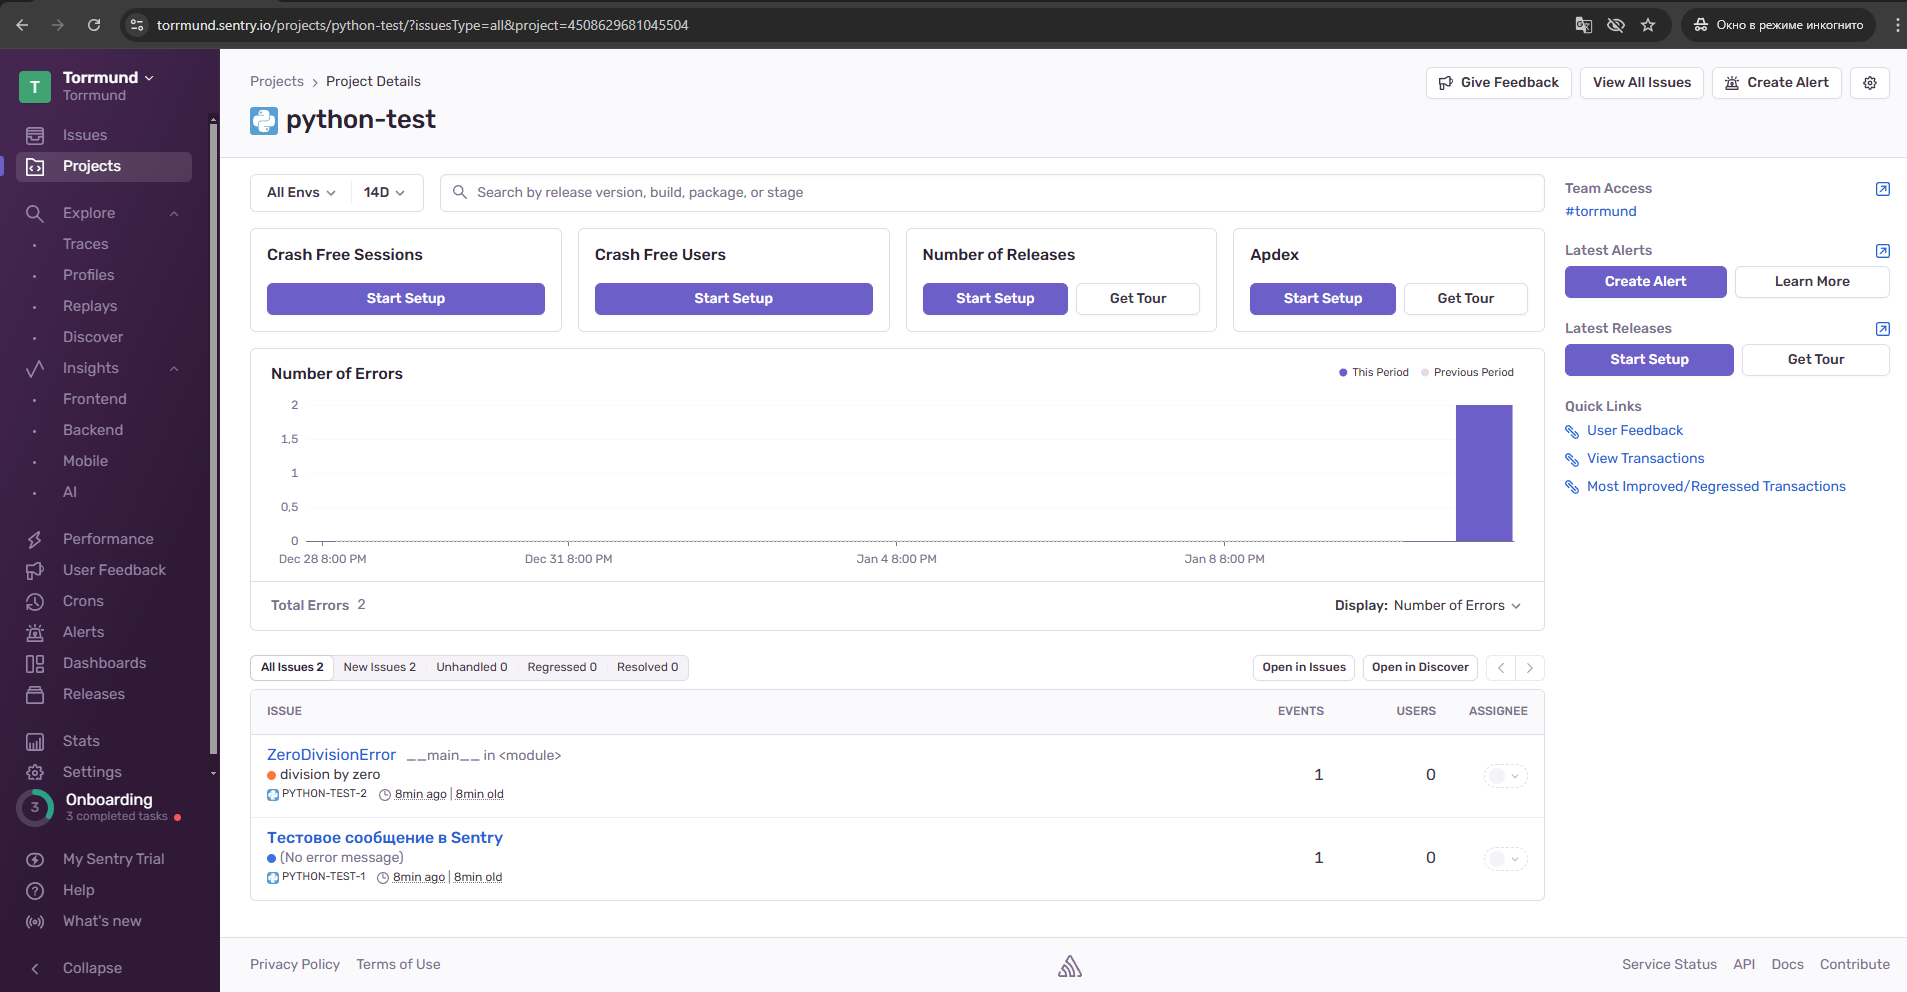 torrmund.sentry.io/projects/python-test/?issuesType=all&project=4508629681045504
Окно в режиме инкогнито
T
Torrmund
Torrmund
Issues
Projects
Explore
Traces
Profiles
Replays
Discover
Insights
Frontend
Backend
Mobile
AI
Performance
User Feedback
Crons
Alerts
Dashboards
Releases
Stats
Settings
3
Onboarding
3 completed tasks
My Sentry Trial
Help
What's new
Collapse
Projects > Project Details
Give Feedback
View All Issues
Create Alert
python-test
All Envs
14D
Search by release version, build, package, or stage
Crash Free Sessions
Start Setup
Crash Free Users
Start Setup
Number of Releases
Start Setup
Get Tour
Apdex
Start Setup
Get Tour
Number of Errors
This Period
Previous Period
2
1,5
1
0,5
0
Dec 28 8:00 PM
Dec 31 8:00 PM
Jan 4 8:00 PM
Jan 8 8:00 PM
Total Errors 2
Display: Number of Errors
All Issues 2
New Issues 2
Unhandled 0
Regressed 0
Resolved 0
Open in Issues
Open in Discover
ISSUE
EVENTS
USERS
ASSIGNEE
ZeroDivisionError __main__ in <module>
division by zero
PYTHON-TEST-2 8min ago | 8min old
1
0
Тестовое сообщение в Sentry
(No error message)
PYTHON-TEST-1 8min ago | 8min old
1
0
Team Access
#torrmund
Latest Alerts
Create Alert
Learn More
Latest Releases
Start Setup
Get Tour
Quick Links
User Feedback
View Transactions
Most Improved/Regressed Transactions
Privacy Policy
Terms of Use
Service Status
API
Docs
Contribute